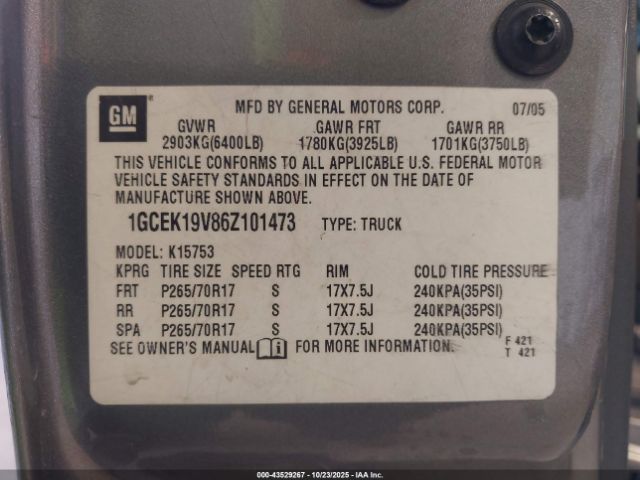 GM ®
MFD BY GENERAL MOTORS CORP. 07/05
GVWR GAWR FRT GAWR RR
2903KG(6400LB) 1780KG(3925LB) 1701KG(3750LB)
THIS VEHICLE CONFORMS TO ALL APPLICABLE U.S. FEDERAL MOTOR
VEHICLE SAFETY STANDARDS IN EFFECT ON THE DATE OF
MANUFACTURE SHOWN ABOVE.
1GCEK19V86Z101473 TYPE: TRUCK
MODEL: K15753
KPRG TIRE SIZE SPEED RTG RIM COLD TIRE PRESSURE
FRT P265/70R17 S 17X7.5J 240KPA(35PSI)
RR P265/70R17 S 17X7.5J 240KPA(35PSI)
SPA P265/70R17 S 17X7.5J 240KPA(35PSI)
SEE OWNER'S MANUAL i FOR MORE INFORMATION.
F 421
T 421
000-43529267 - 10/23/2025 - IAA Inc.